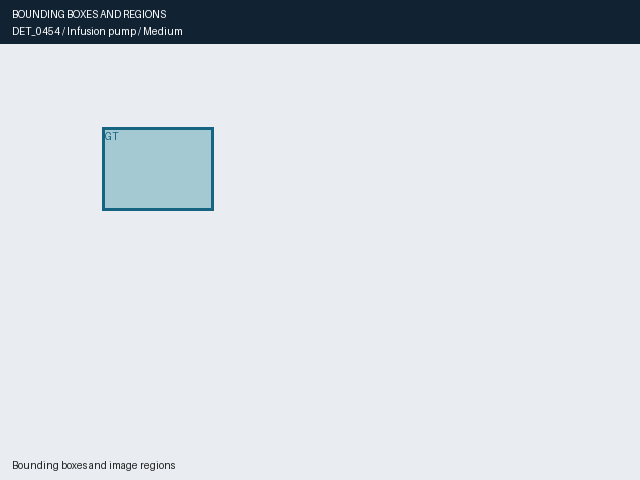 BOUNDING BOXES AND REGIONS
DET_0454 / Infusion pump / Medium
GT
Bounding boxes and image regions